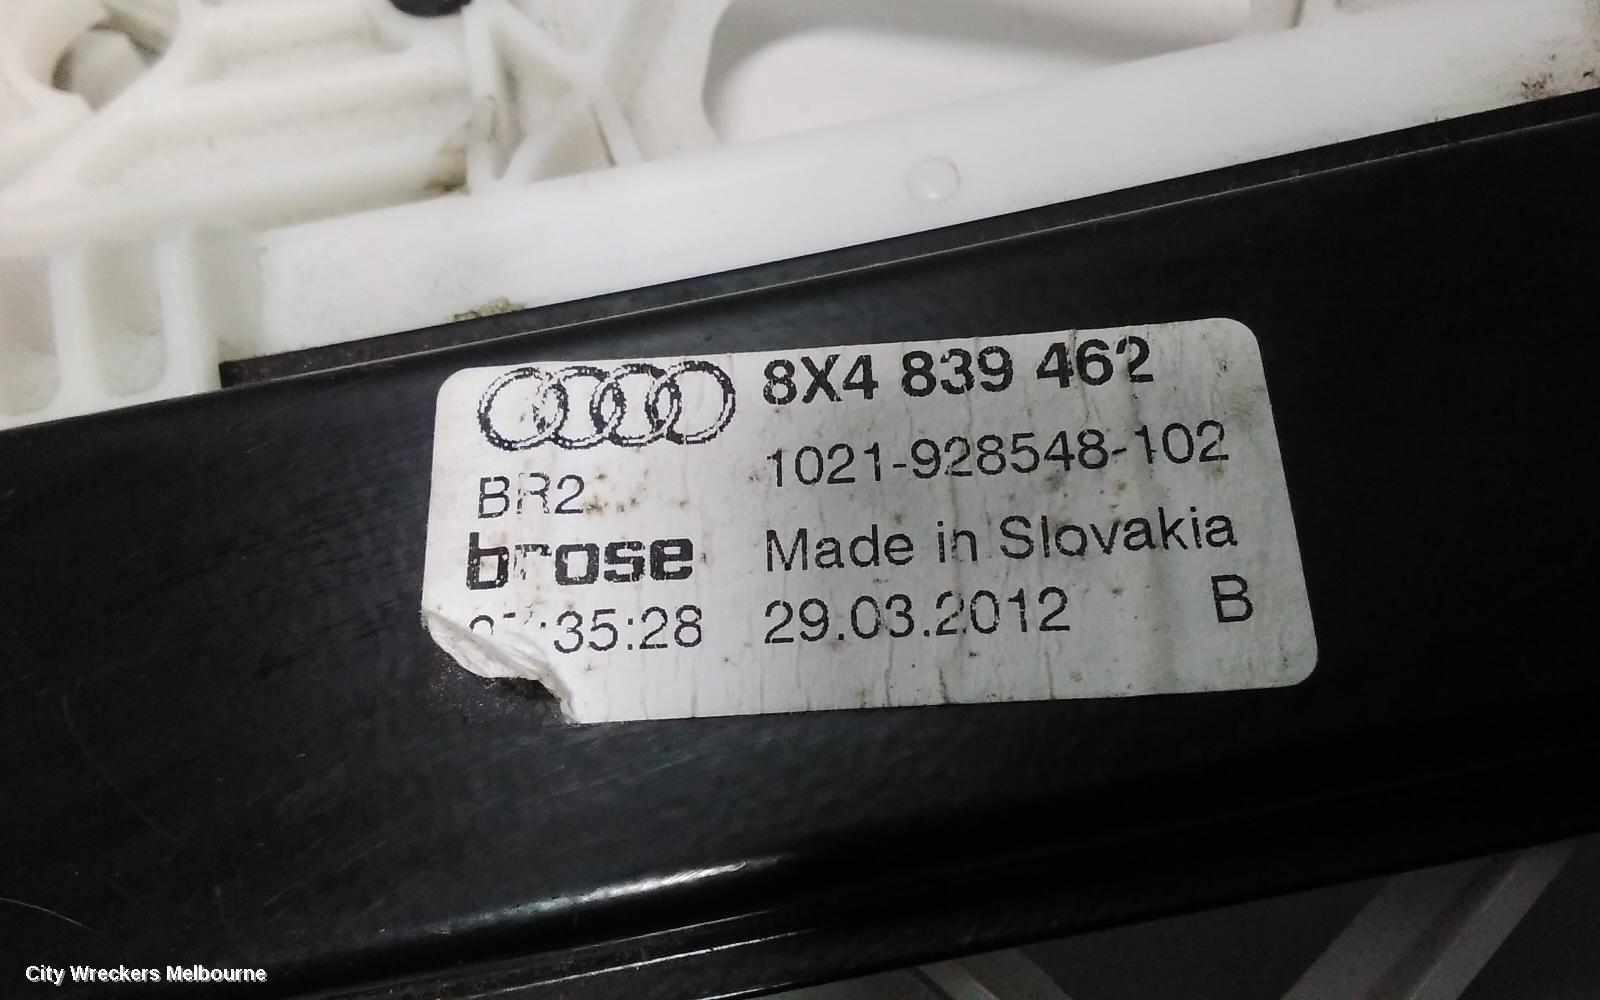 8X4 839 462
1021-928548-102
BR2
brose
Made in Slovakia
:35:28
29.03.2012
B
City Wreckers Melbourne